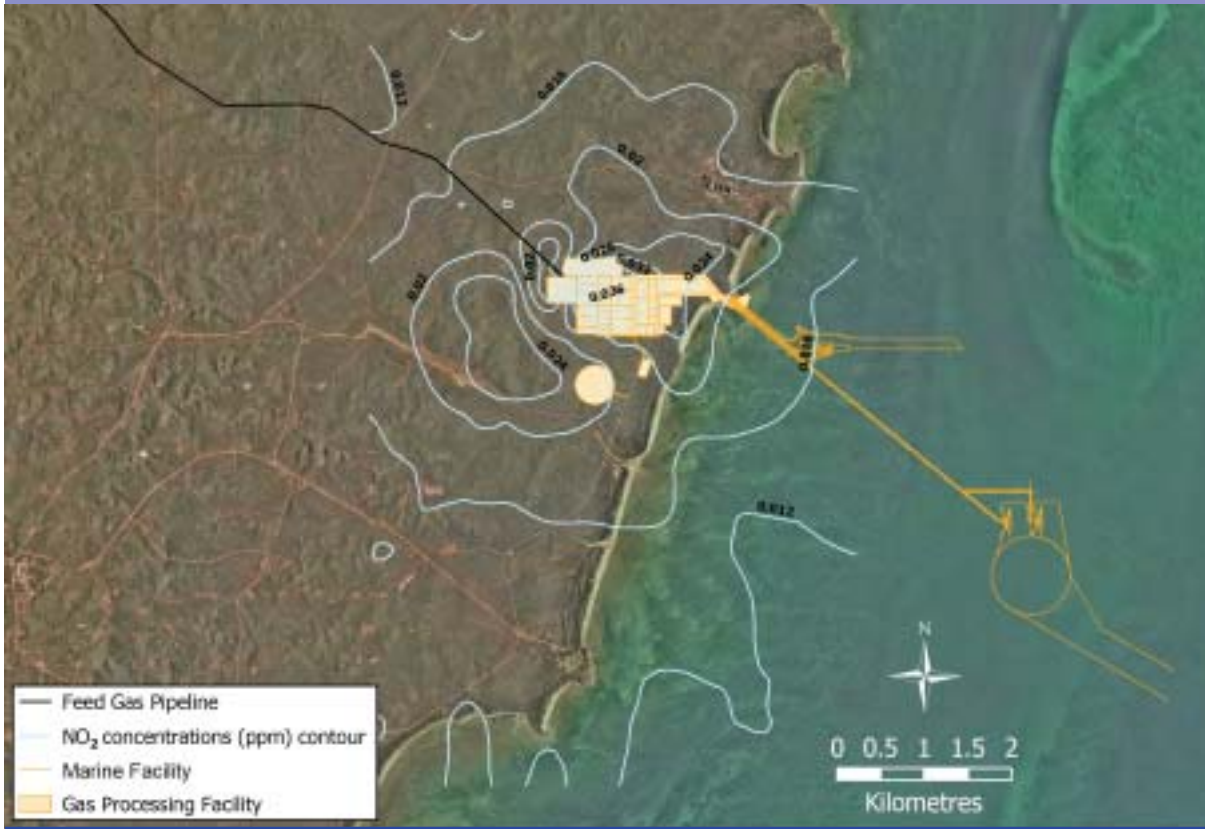 0.012
0.016
0.02
0.02
0.02
0.028
0.024
0.036
0.024
0.016
0.012
N
Feed Gas Pipeline
NO₂ concentrations (ppm) contour
Marine Facility
Gas Processing Facility
0 0.5 1 1.5 2
Kilometres